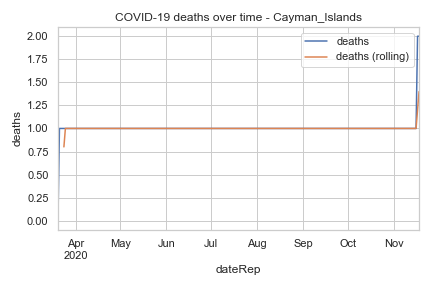 COVID-19 deaths over time - Cayman_Islands
deaths
deaths (rolling)
deaths
2.00
1.75
1.50
1.25
1.00
0.75
0.50
0.25
0.00
Apr
2020
May
Jun
Jul
Aug
Sep
Oct
Nov
dateRep